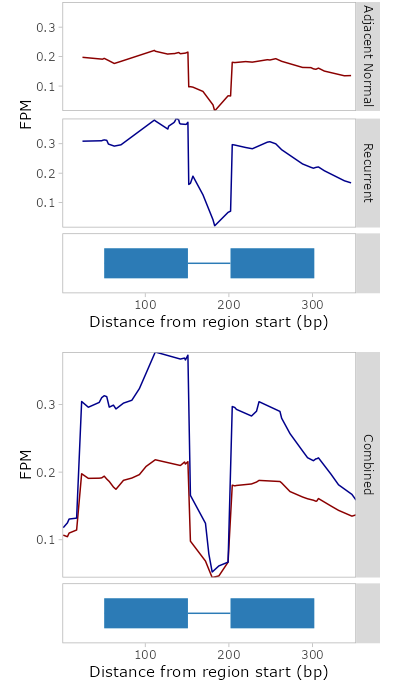 0.3
0.2
0.1
Adjacent Normal
FPM
0.3
0.2
0.1
Recurrent
100 200 300
Distance from region start (bp)
0.3
0.2
0.1
FPM
Combined
100 200 300
Distance from region start (bp)